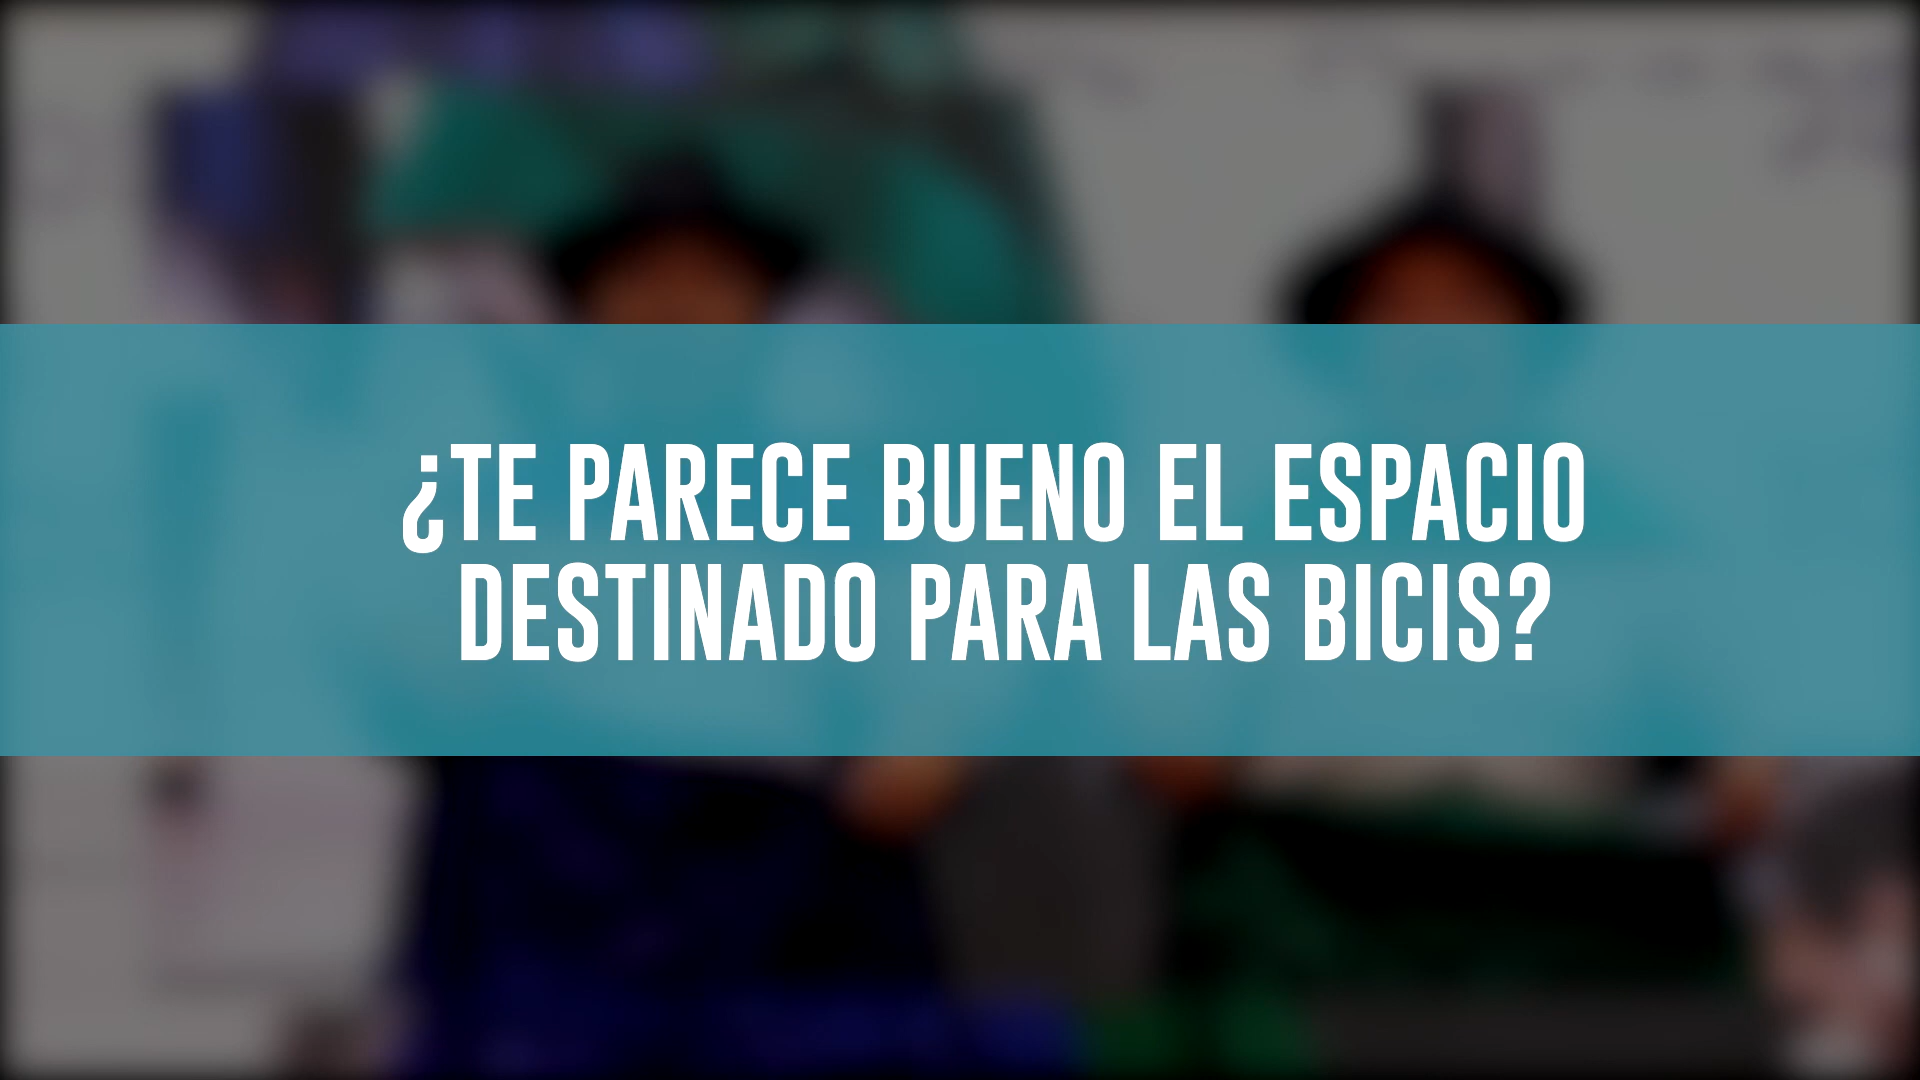 ¿TE PARECE BUENO EL ESPACIO
DESTINADO PARA LAS BICIS?